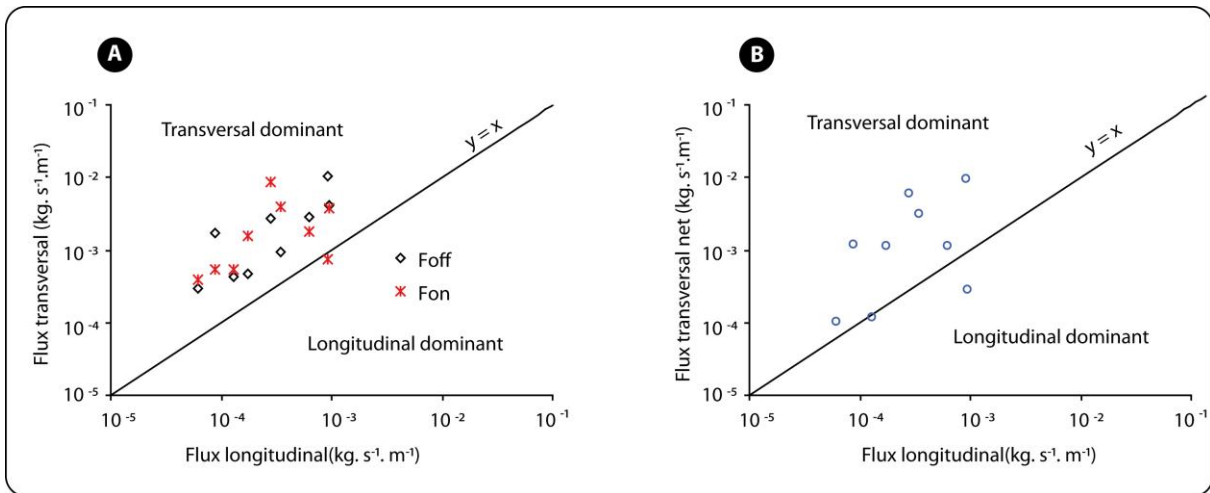 A
Flux transversal (kg. s⁻¹.m⁻¹)
10⁻¹
10⁻²
10⁻³
10⁻⁴
10⁻⁵
Transversal dominant
y = x
Foff
Fon
Longitudinal dominant
10⁻⁵ 10⁻⁴ 10⁻³ 10⁻² 10⁻¹
Flux longitudinal(kg. s⁻¹. m⁻¹)
B
Flux transversal net (kg. s⁻¹.m⁻¹)
10⁻¹
10⁻²
10⁻³
10⁻⁴
10⁻⁵
Transversal dominant
y = x
Longitudinal dominant
10⁻⁵ 10⁻⁴ 10⁻³ 10⁻² 10⁻¹
Flux longitudinal(kg. s⁻¹. m⁻¹)